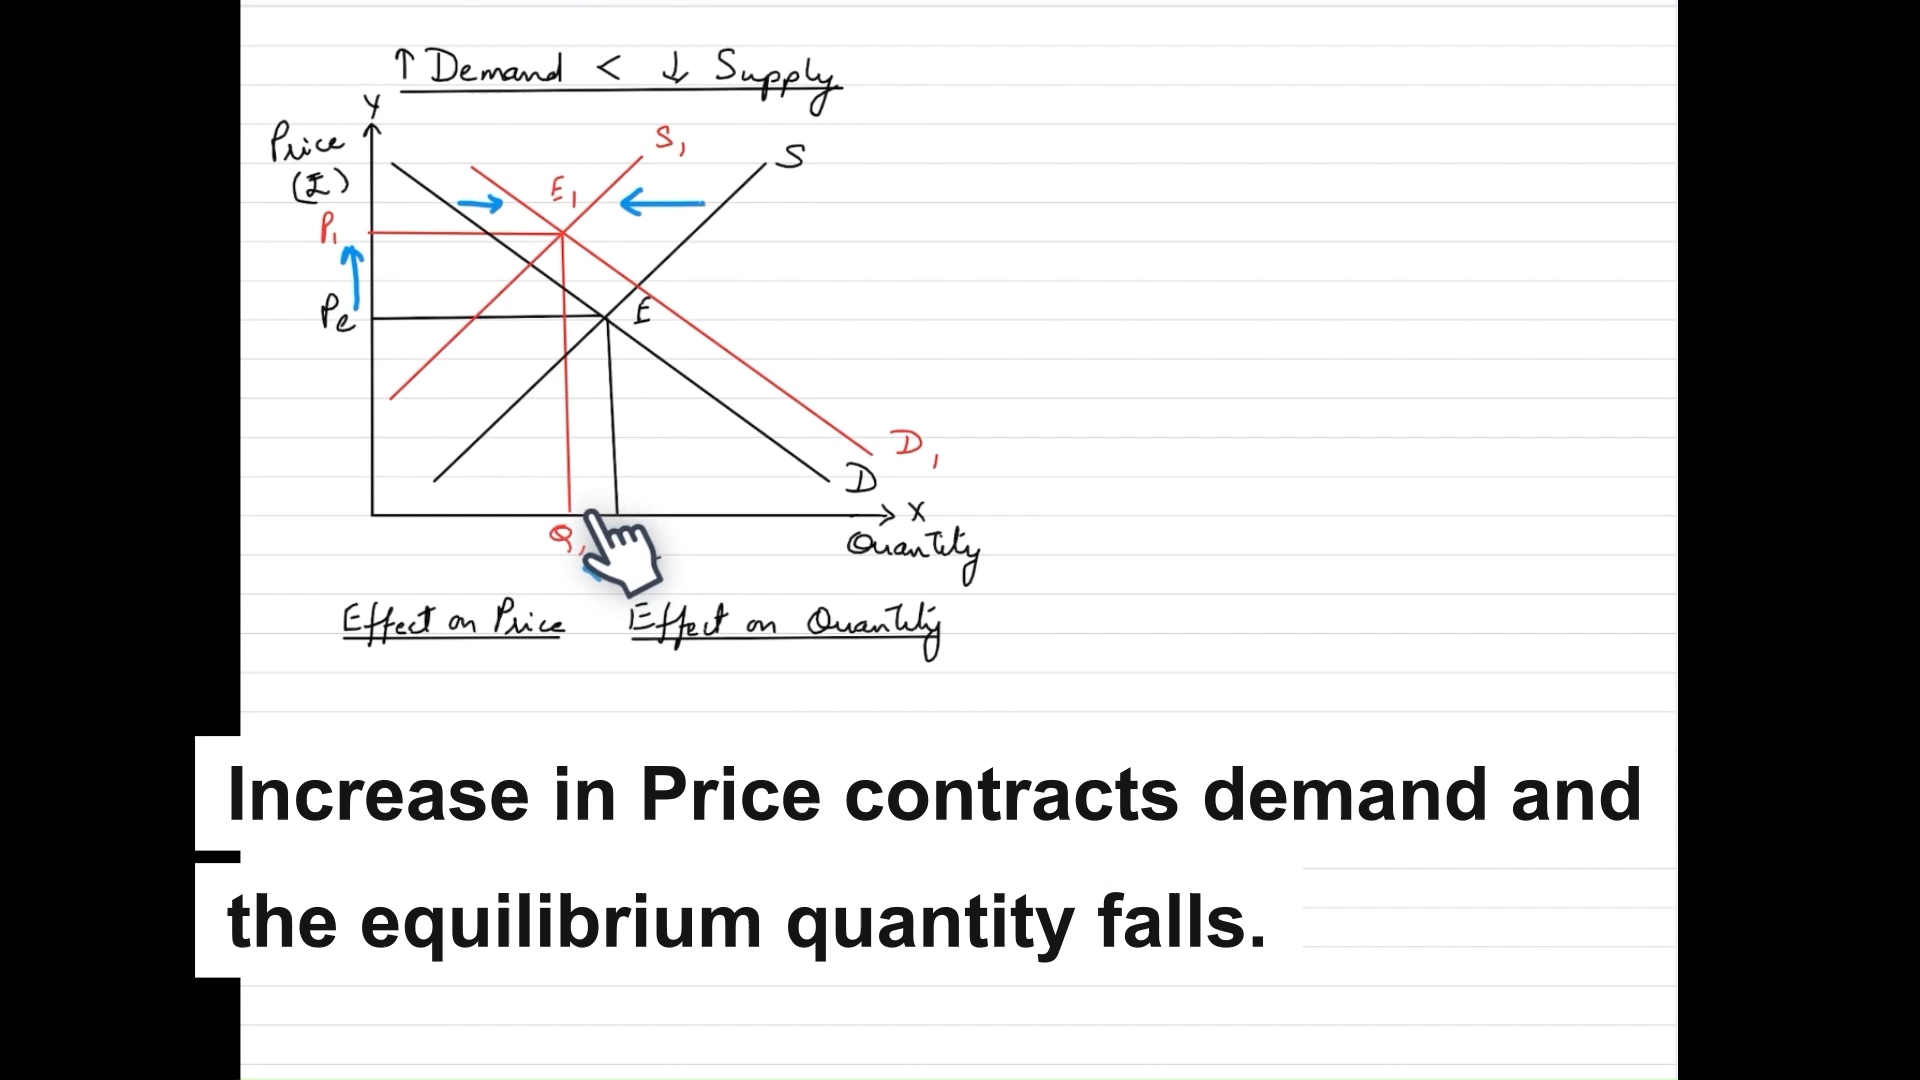 ↑ Demand < ↓ Supply
Y
Price
(£)
S₁
S
E₁
P₁
Pe
E
D₁
D
X
Q₁
Quantity
Effect on Price Effect on Quantity
Increase in Price contracts demand and
the equilibrium quantity falls.